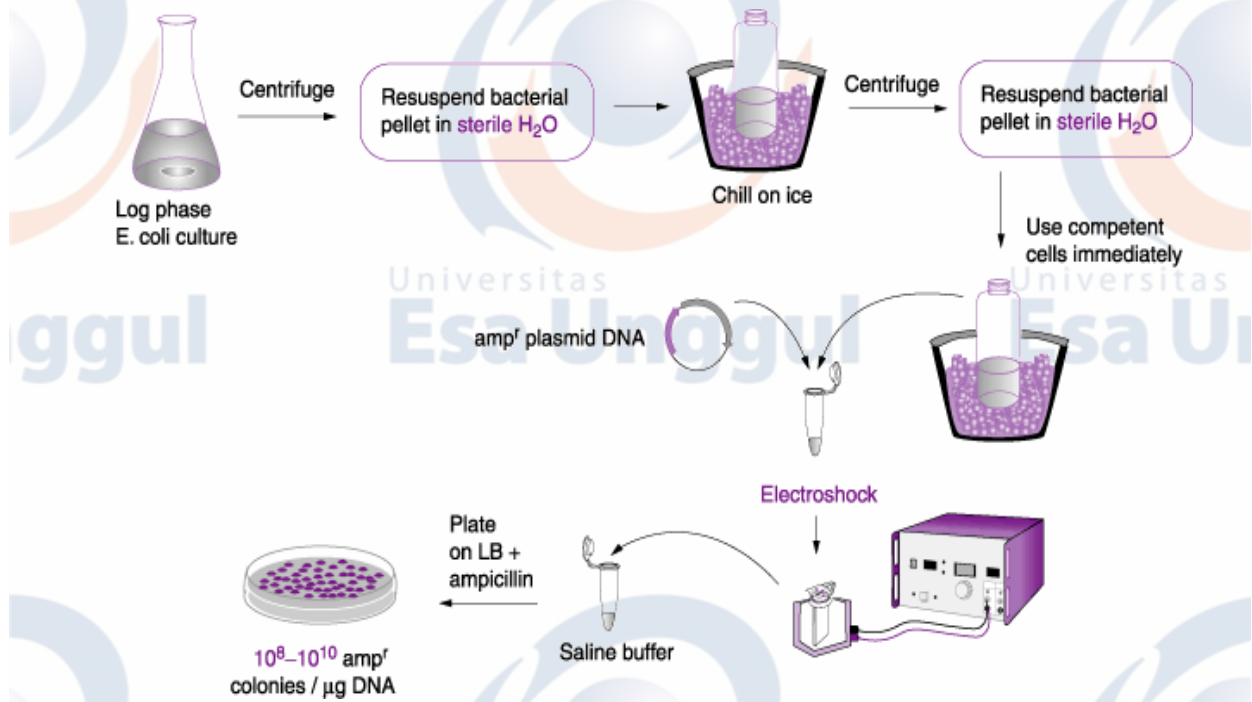 Log phase
E. coli culture
Centrifuge
Resuspend bacterial
pellet in sterile H₂O
Chill on ice
Centrifuge
Resuspend bacterial
pellet in sterile H₂O
Use competent
cells immediately
Universitas
Esa Unggul
Universitas
Esa U
nggul
ampʳ plasmid DNA
Electroshock
Saline buffer
Plate
on LB +
ampicillin
10⁸–10¹⁰ ampʳ
colonies / μg DNA